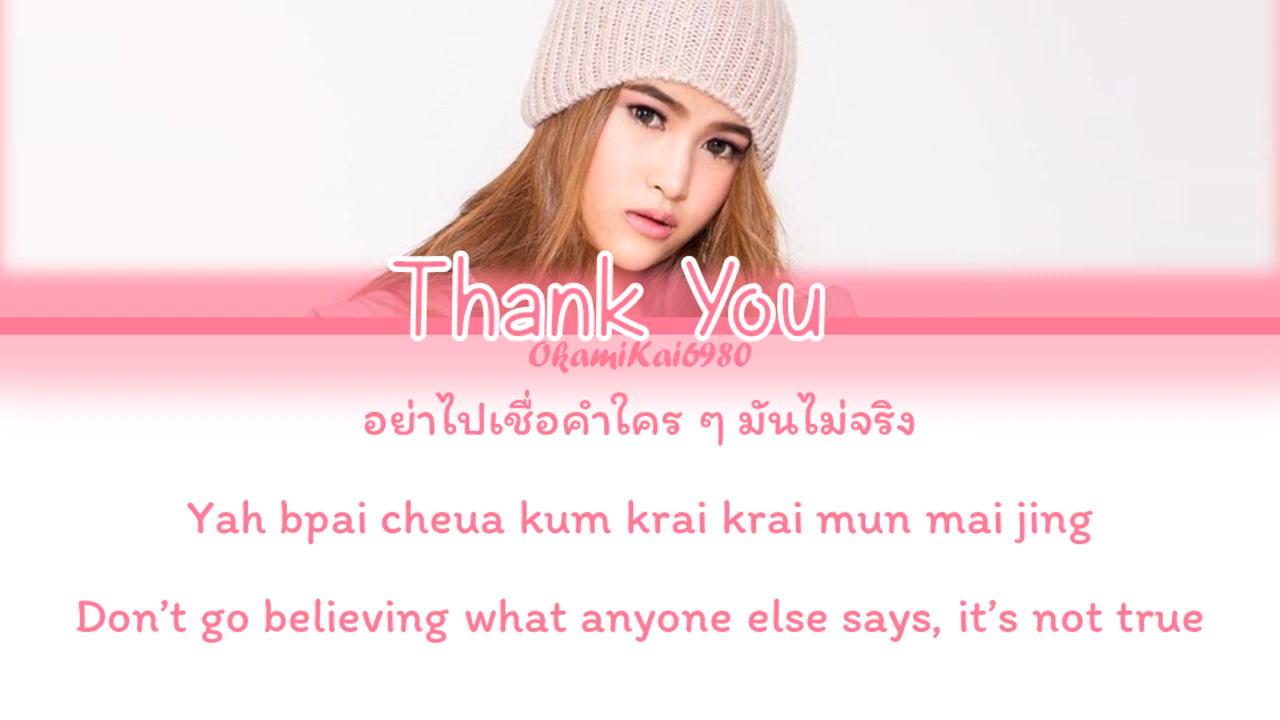 Thank You
OkamiKai6980
อย่าไปเชื่อคำใคร ๆ มันไม่จริง
Yah bpai cheua kum krai krai mun mai jing
Don't go believing what anyone else says, it's not true